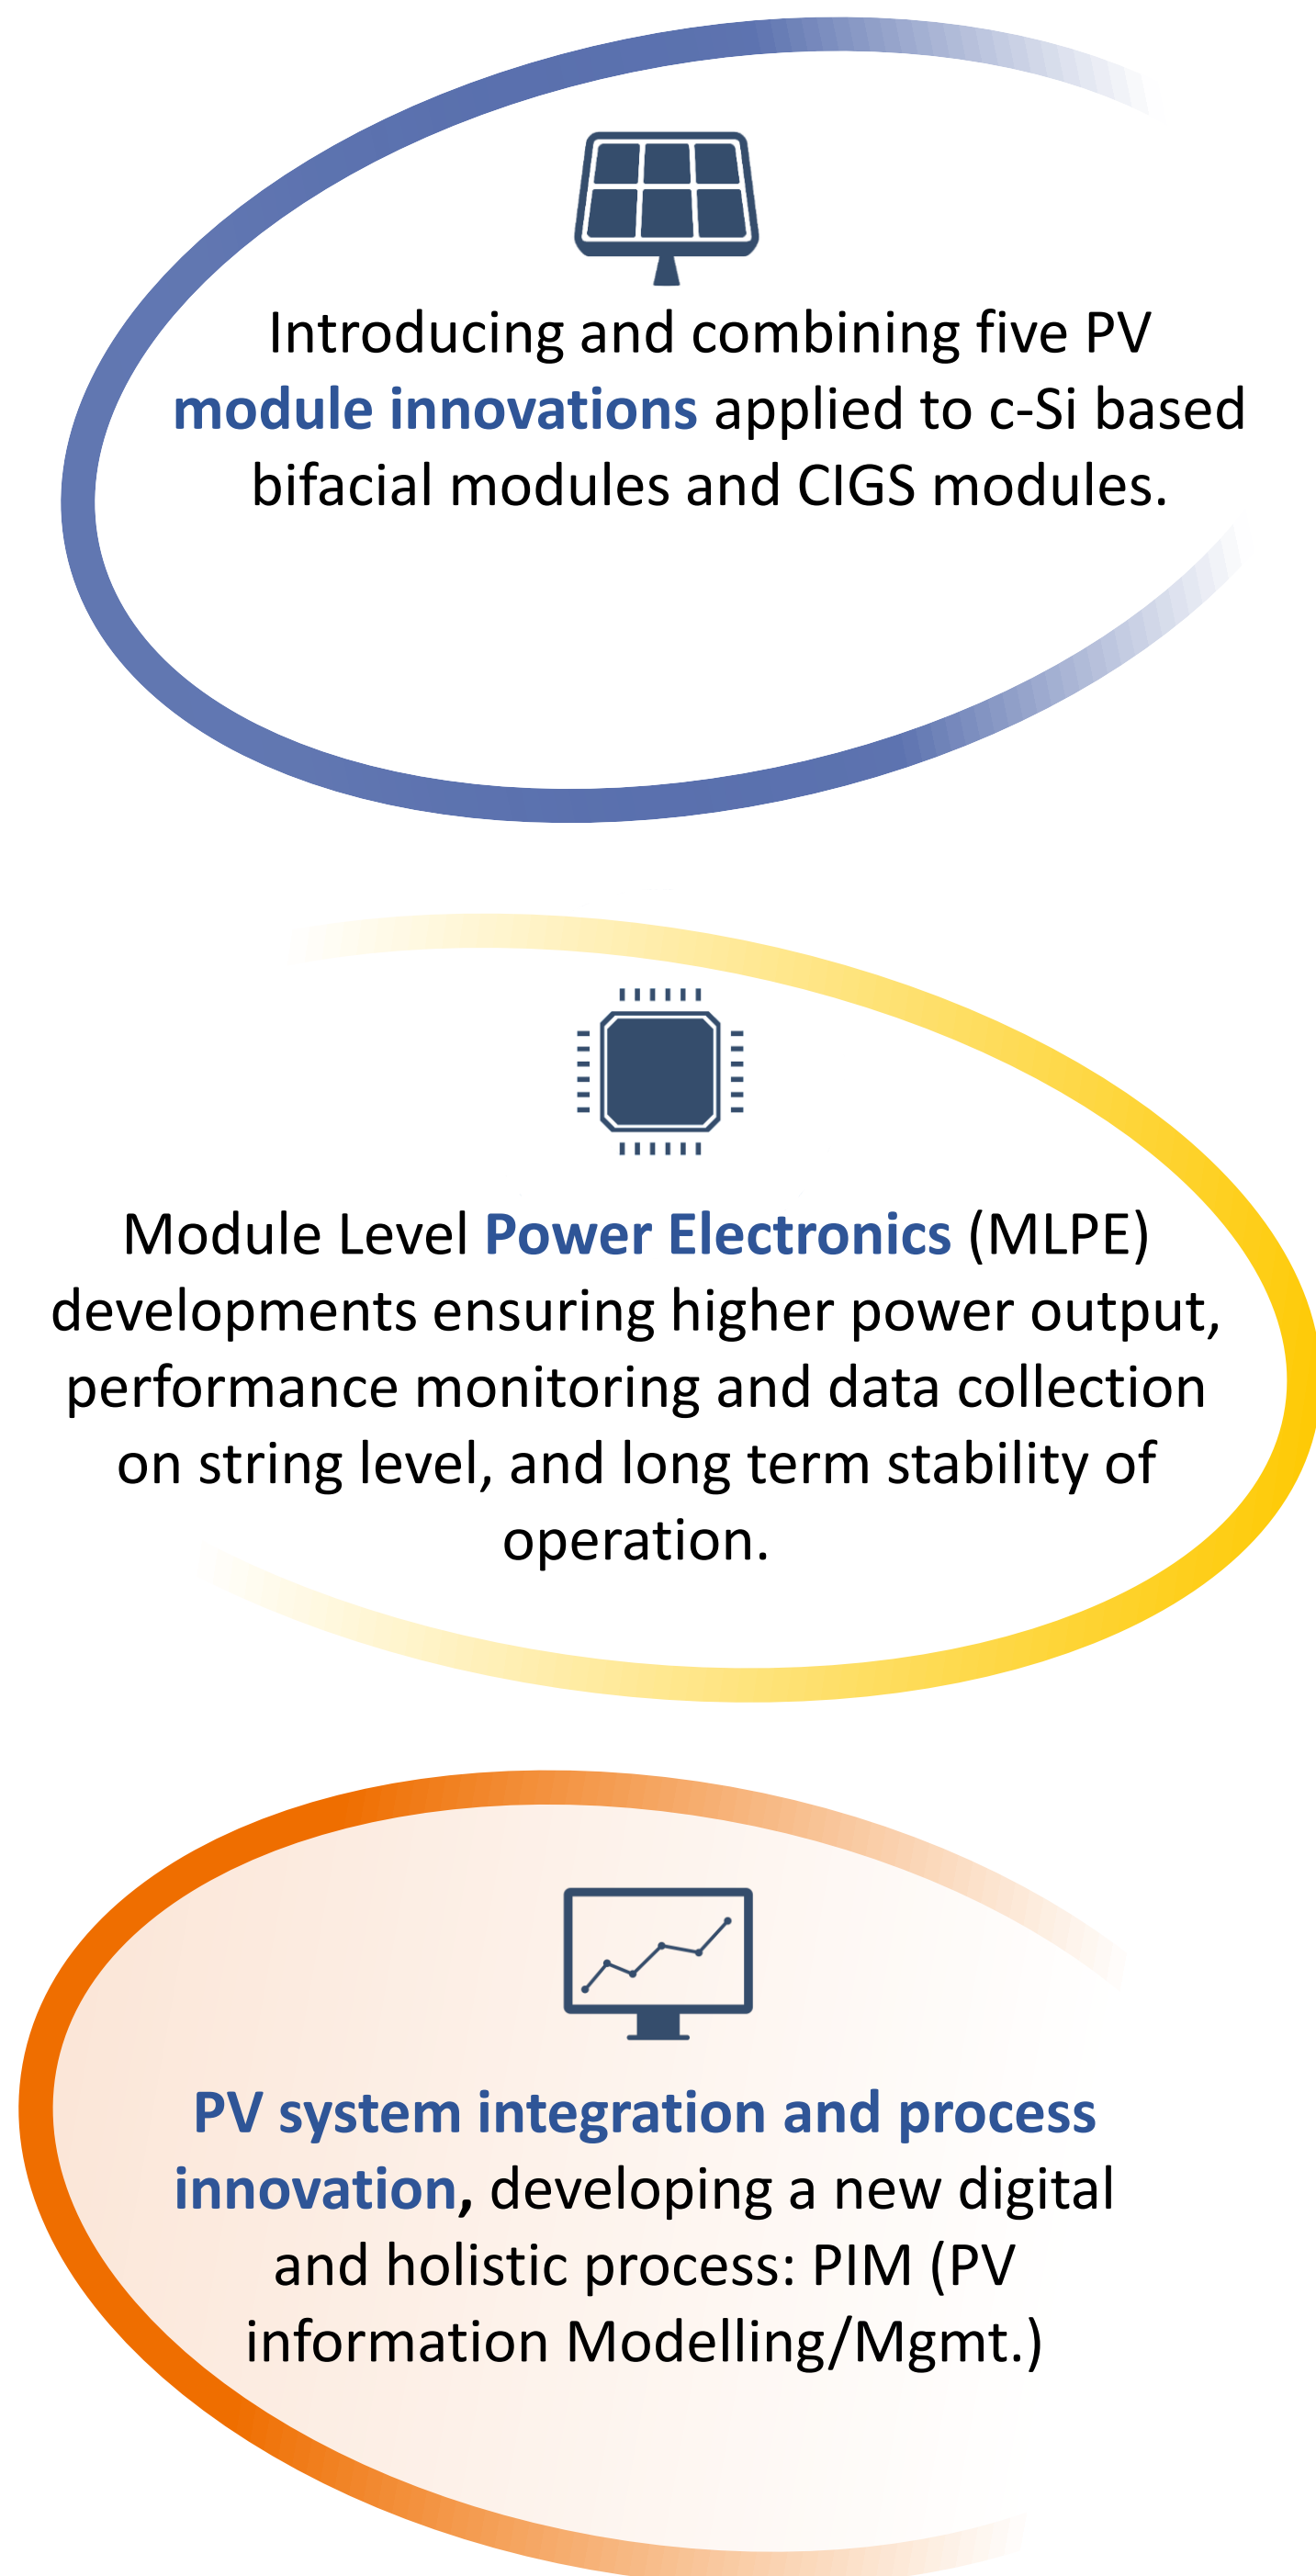 Introducing and combining five PV
module innovations applied to c-Si based
bifacial modules and CIGS modules.
Module Level Power Electronics (MLPE)
developments ensuring higher power output,
performance monitoring and data collection
on string level, and long term stability of
operation.
PV system integration and process
innovation, developing a new digital
and holistic process: PIM (PV
information Modelling/Mgmt.)